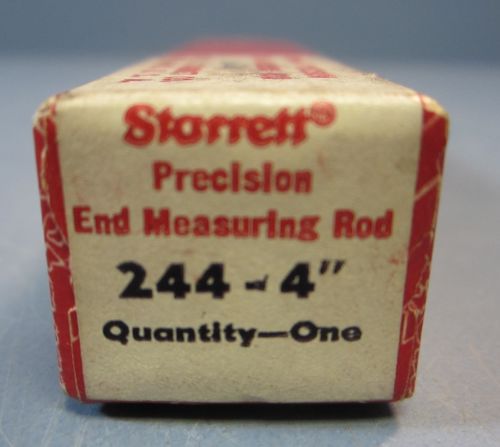 Starrett®
Precision
End Measuring Rod
244-4"
Quantity—One